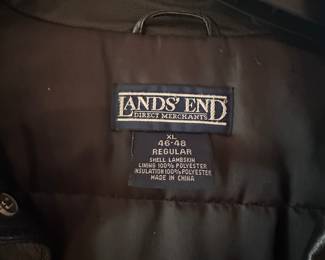 LANDS' END
DIRECT MERCHANTS
XL
46-48
REGULAR
SHELL LAMBSKIN
LINING 100% POLYESTER
INSULATION 100% POLYESTER
MADE IN CHINA